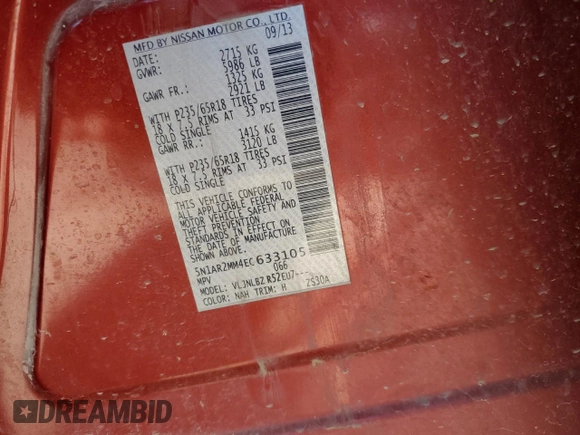 MFD BY NISSAN MOTOR CO., LTD.
DATE: 09/13
GVWR: 2715 KG
5986 LB
GAWR FR.: 1325 KG
2921 LB
WITH P235/65R18 TIRES
18 X 7.5 RIMS AT 33 PSI
COLD SINGLE
GAWR RR.: 1415 KG
3120 LB
WITH P235/65R18 TIRES
18 X 7.5 RIMS AT 33 PSI
COLD SINGLE
THIS VEHICLE CONFORMS TO
ALL APPLICABLE FEDERAL
MOTOR VEHICLE SAFETY AND
THEFT PREVENTION
STANDARDS IN EFFECT ON
THE DATE OF MANUFACTURE
SHOWN ABOVE.
5N1AR2MM4EC633105
MPV 066
MODEL: VLJNLBZ R52EU7---
COLOR: NAH TRIM: H ZS30A
DREAMBID